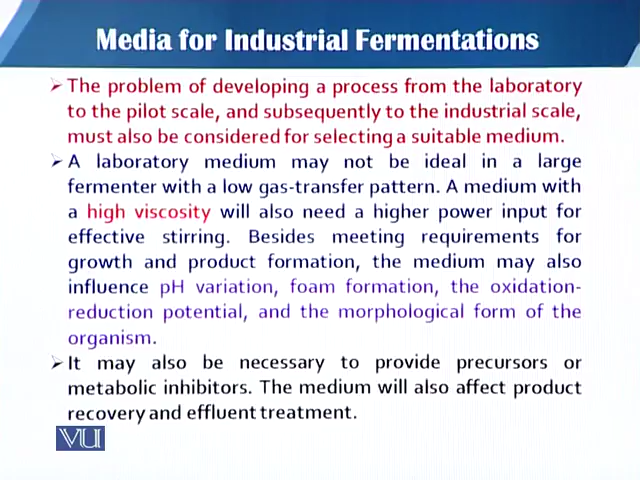 Media for Industrial Fermentations
➢ The problem of developing a process from the laboratory
to the pilot scale, and subsequently to the industrial scale,
must also be considered for selecting a suitable medium.
➢ A laboratory medium may not be ideal in a large
fermenter with a low gas-transfer pattern. A medium with
a high viscosity will also need a higher power input for
effective stirring. Besides meeting requirements for
growth and product formation, the medium may also
influence pH variation, foam formation, the oxidation-
reduction potential, and the morphological form of the
organism.
➢ It may also be necessary to provide precursors or
metabolic inhibitors. The medium will also affect product
recovery and effluent treatment.
VU